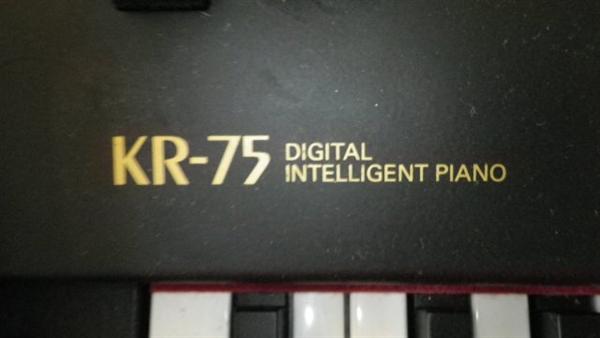 KR-75 DIGITAL
INTELLIGENT PIANO